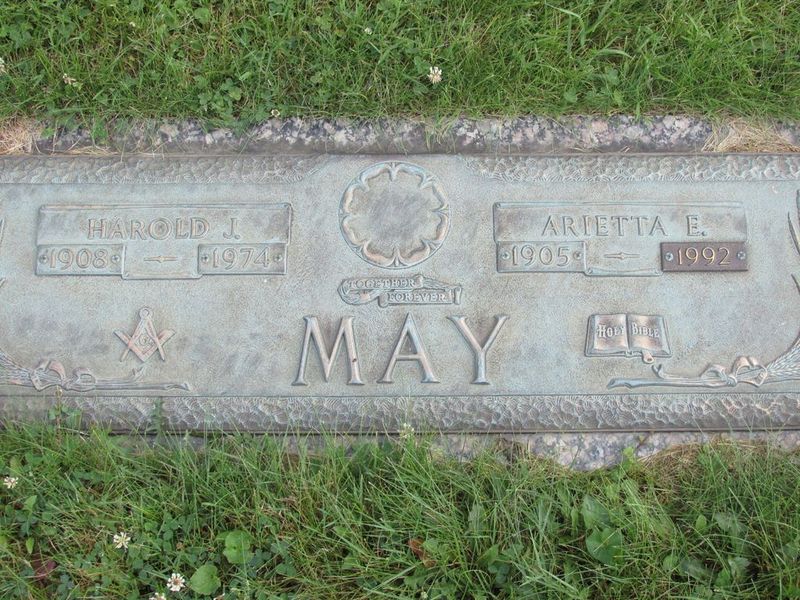 HAROLD J.
1908 1974
ARIETTA E.
1905 1992
TOGETHER
FOREVER
MAY
G
HOLY BIBLE